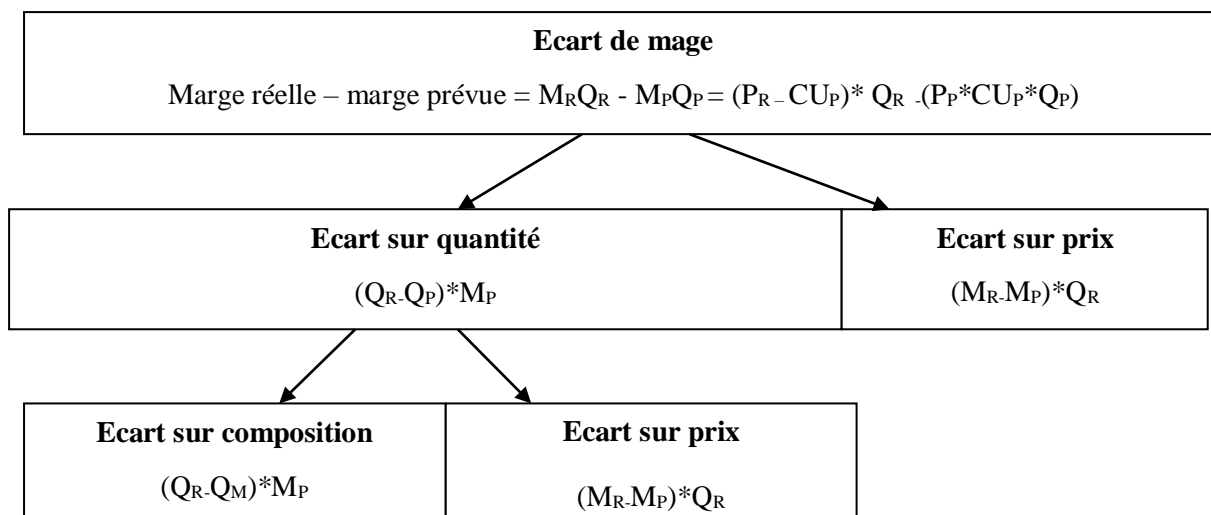 Ecart de mage
Marge réelle – marge prévue = MRQR - MPQP = (PR – CUP)* QR -(PP*CUP*QP)
Ecart sur quantité
(QR-QP)*MP
Ecart sur prix
(MR-MP)*QR
Ecart sur composition
(QR-QM)*MP
Ecart sur prix
(MR-MP)*QR